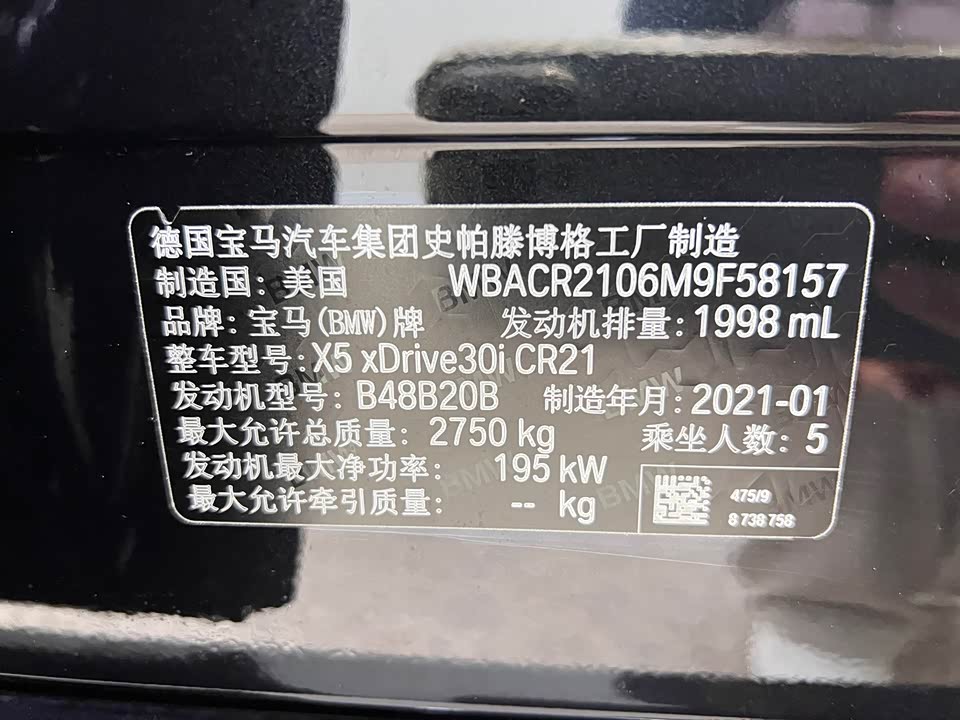 德国宝马汽车集团史帕滕博格工厂制造
制造国: 美国 WBACR2106M9F58157
品牌: 宝马(BMW)牌 发动机排量: 1998 mL
整车型号: X5 xDrive30i CR21
发动机型号: B48B20B 制造年月: 2021-01
最大允许总质量: 2750 kg 乘坐人数: 5
发动机最大净功率: 195 kW
最大允许牵引质量: -- kg
475/9
8 738 758